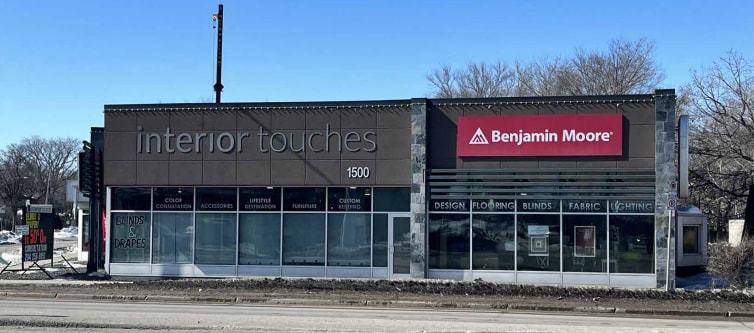 interior touches
1500
Benjamin Moore®
COLOR
CONSULTATION
ACCESSORIES
LIFESTYLE
DESTINATION
FURNITURE
CUSTOM
BEDDING
DESIGN FLOORING BLINDS FABRIC LIGHTING
BLINDS
&
DRAPES
50%